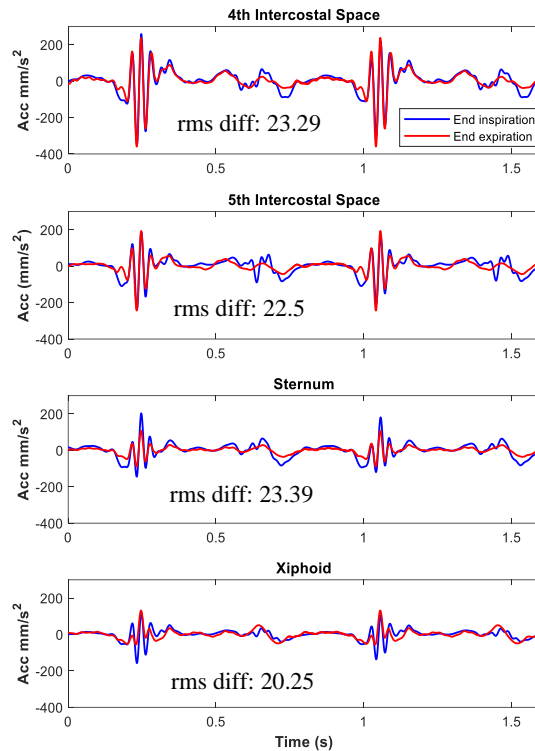 4th Intercostal Space
Acc mm/s²
200
0
-200
-400
rms diff: 23.29
End inspiration
End expiration
0
0.5
1
1.5
5th Intercostal Space
Acc (mm/s²)
200
0
-200
-400
rms diff: 22.5
0
0.5
1
1.5
Sternum
Acc mm/s²
200
0
-200
-400
rms diff: 23.39
0
0.5
1
1.5
Xiphoid
Acc mm/s²
200
0
-200
-400
rms diff: 20.25
0
0.5
1
1.5
Time (s)